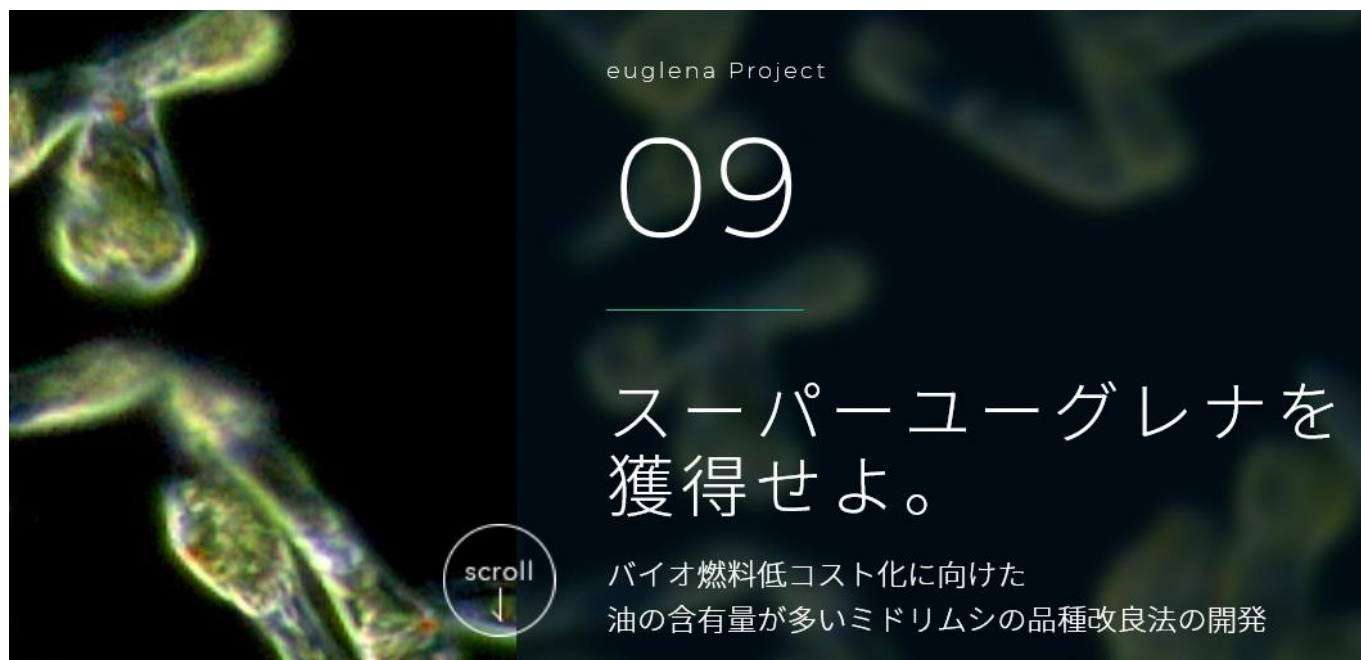 euglena Project
09
スーパーユーグレナを
獲得せよ。
scroll
バイオ燃料低コスト化に向けた
油の含有量が多いミドリムシの品種改良法の開発